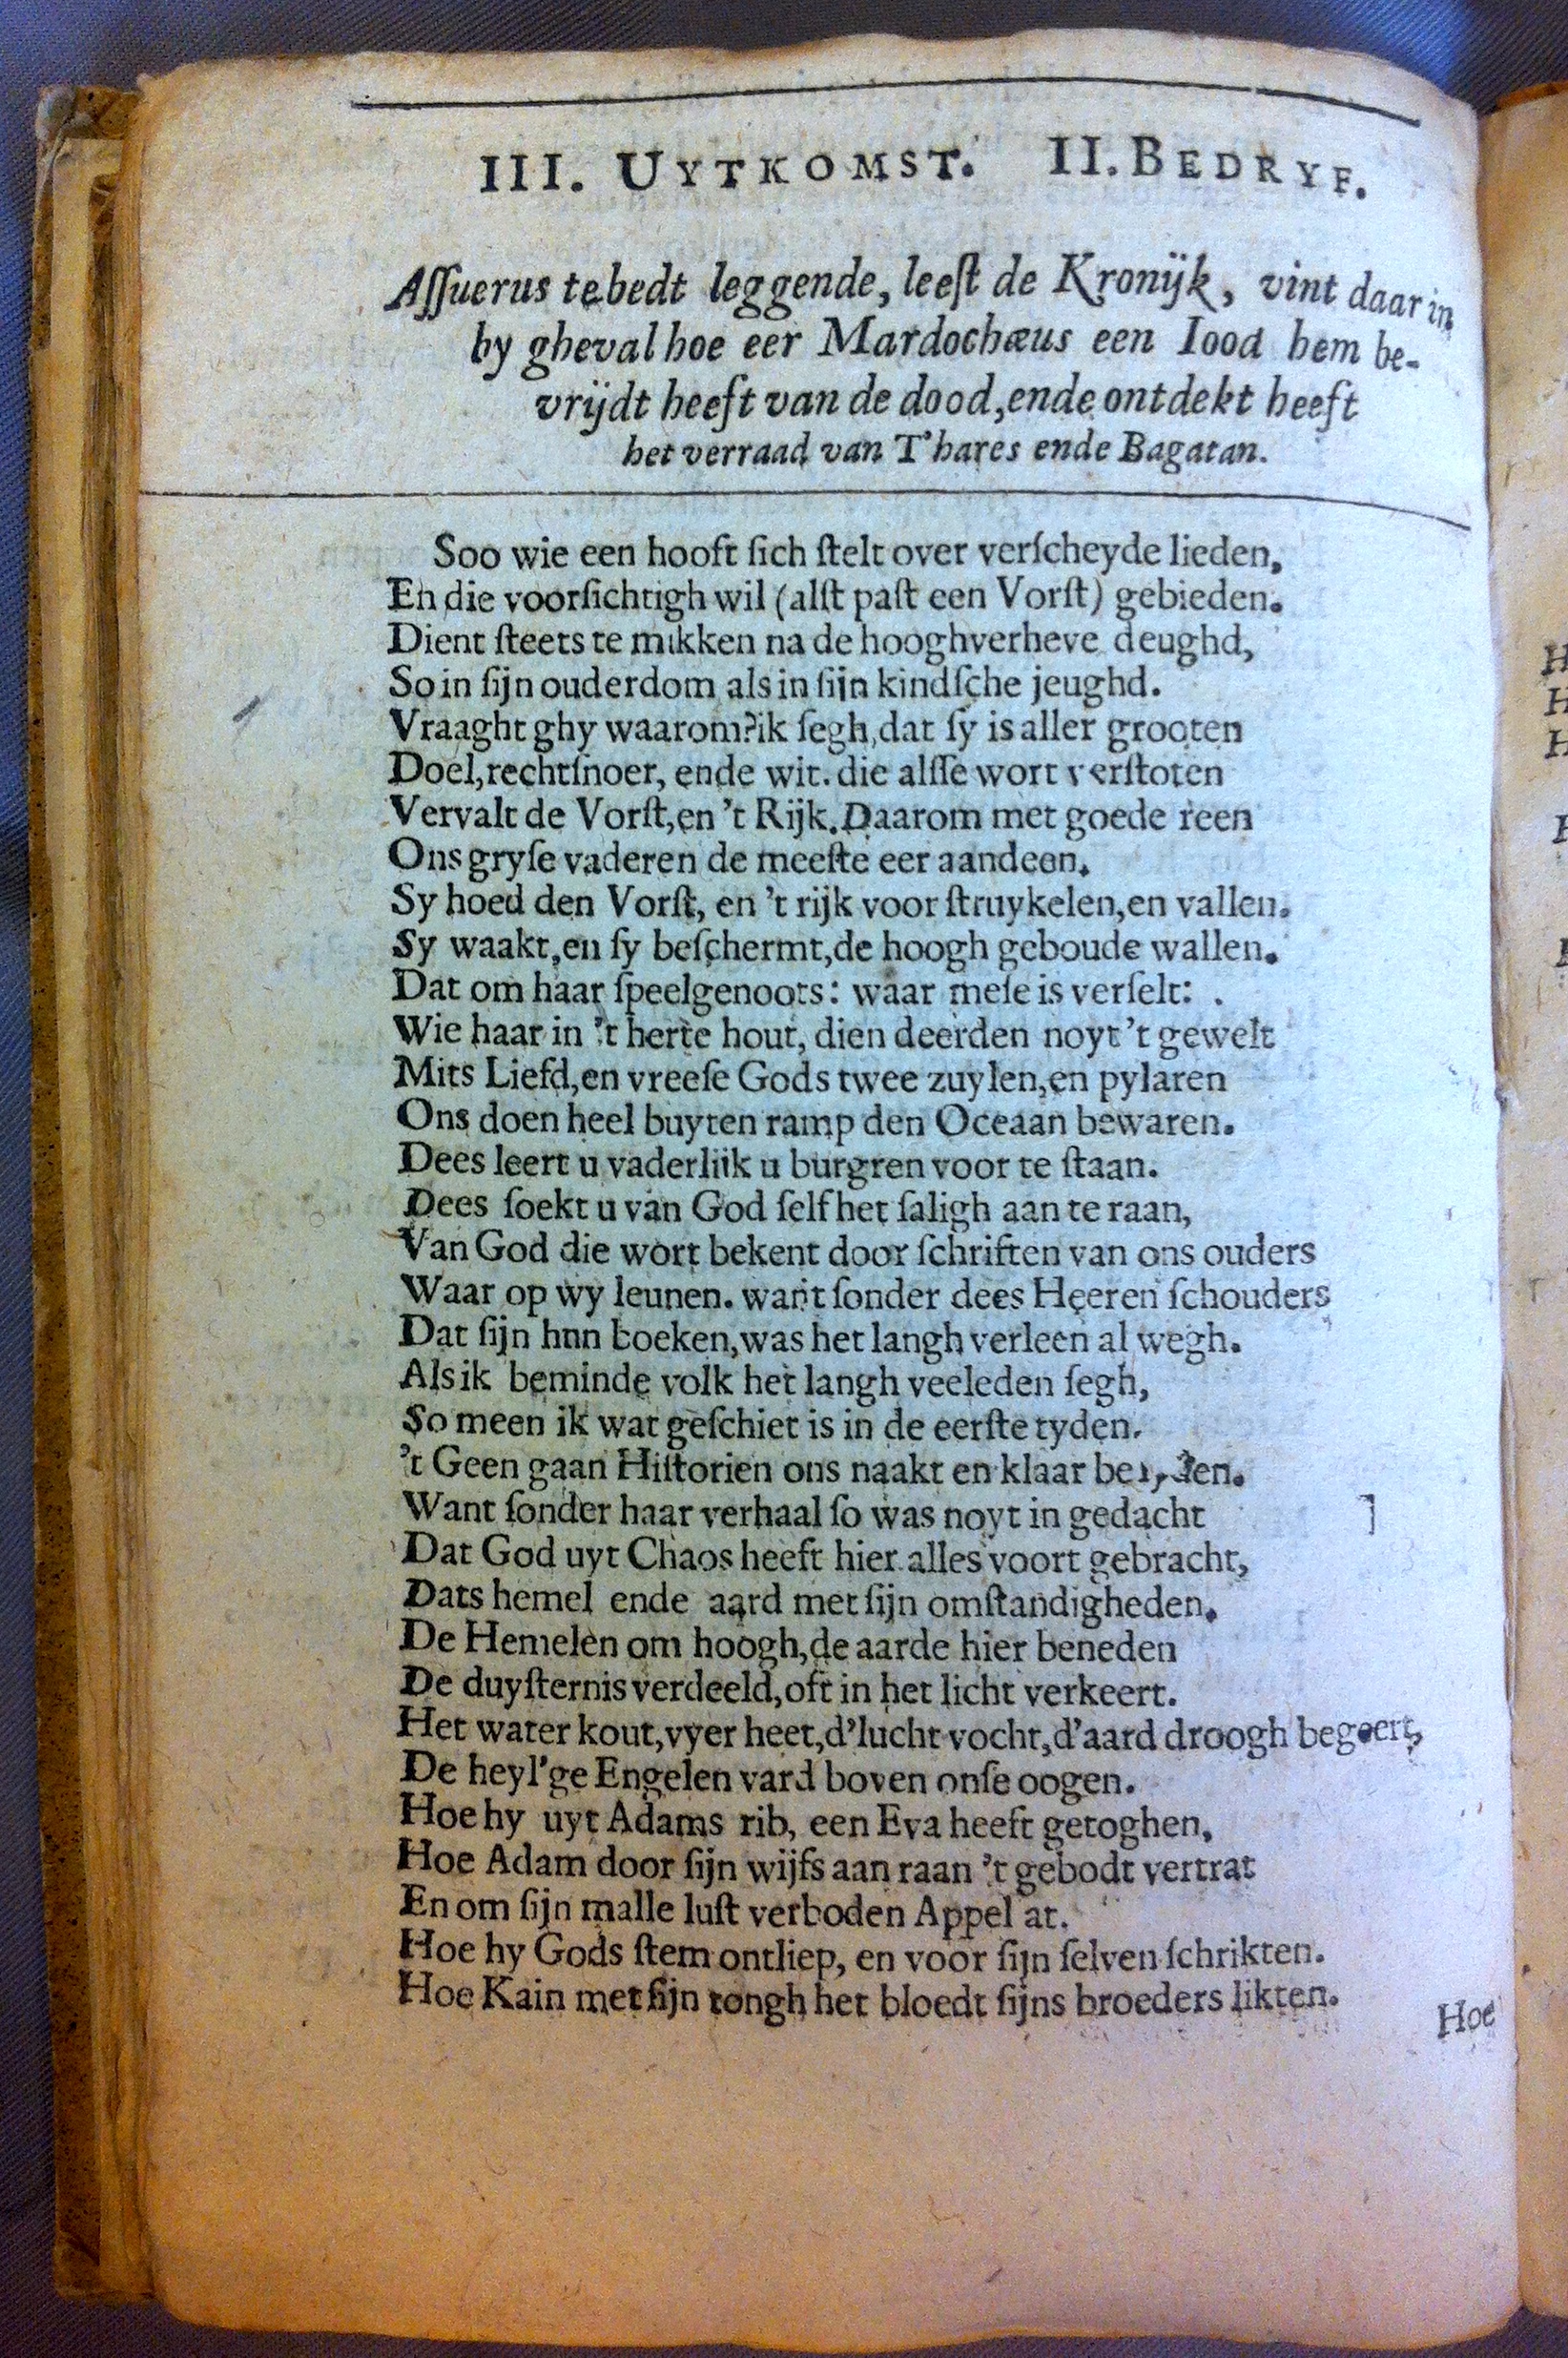 III. UYTKOMST. II. BEDRYF.
Aſſuerus te bedt leggende, leeſt de Kronijk, vint daar in
by gheval hoe eer Mardochæus een Iood hem be-
vrijdt heeft van de dood, ende ontdekt heeft
het verraad van T'hares ende Bagatan.
Soo wie een hooft ſich ſtelt over verſcheyde lieden,
En die voorſichtigh wil (alſt paſt een Vorſt) gebieden.
Dient ſteets te mikken na de hooghverheve deughd,
So in ſijn ouderdom als in ſijn kindſche jeughd.
Vraaght ghy waarom? ik ſegh, dat ſy is aller grooten
Doel, rechtſnoer, ende wit. die alſſe wort verſtoten
Vervalt de Vorſt, en 't Rijk. Daarom met goede reen
Ons gryſe vaderen de meeſte eer aandeen.
Sy hoed den Vorſt, en 't rijk voor ſtruykelen, en vallen.
Sy waakt, en ſy beſchermt, de hoogh geboude wallen.
Dat om haar ſpeelgenoots: waar meſe is verſelt:
Wie haar in 't herte hout, dien deerden noyt 't gewelt
Mits Liefd, en vreeſe Gods twee zuylen, en pylaren
Ons doen heel buyten ramp den Oceaan bewaren.
Dees leert u vaderliik u burgren voor te ſtaan.
Dees ſoekt u van God ſelf het ſaligh aan te raan,
Van God die wort bekent door ſchriften van ons ouders
Waar op wy leunen. want ſonder dees Heeren ſchouders
Dat ſijn hnn boeken, was het langh verleen al wegh.
Als ik beminde volk het langh veeleden ſegh,
So meen ik wat geſchiet is in de eerſte tyden.
't Geen gaan Hiſtorien ons naakt en klaar
Want ſonder haar verhaal ſo was noyt in gedacht
Dat God uyt Chaos heeft hier alles voort gebracht,
Dats hemel ende aard met ſijn omſtandigheden.
De Hemelen om hoogh, de aarde hier beneden
De duyſternis verdeeld, oft in het licht verkeert.
Het water kout, vyer heet, d'lucht vocht, d'aard droogh begeert,
De heyl'ge Engelen vard boven onſe oogen.
Hoe hy uyt Adams rib, een Eva heeft getoghen,
Hoe Adam door ſijn wijfs aan raan 't gebodt vertrat
En om ſijn malle luſt verboden Appel at.
Hoe hy Gods ſtem ontliep, en voor ſijn ſelven ſchrikten.
Hoe Kain met ſijn tongh het bloedt ſijns broeders likten.
Hoe